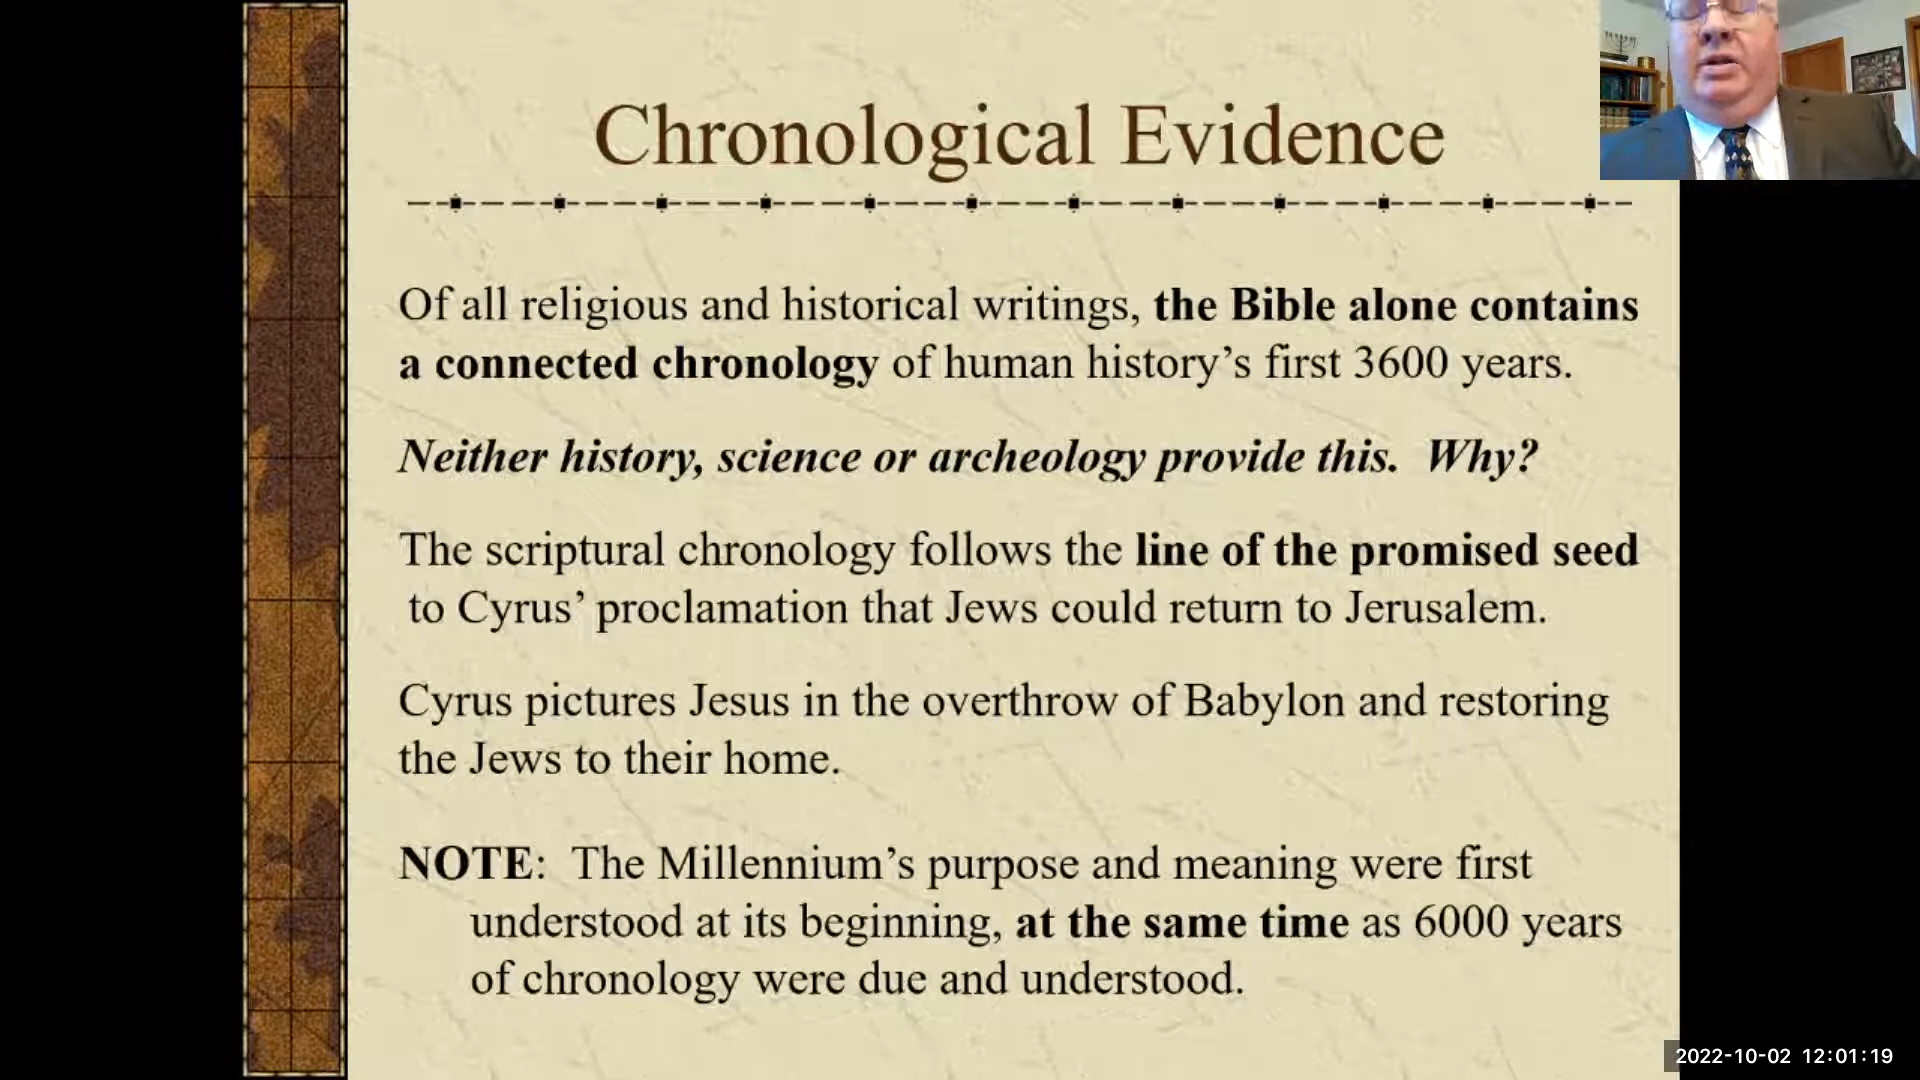 Chronological Evidence
Of all religious and historical writings, the Bible alone contains
a connected chronology of human history’s first 3600 years.
Neither history, science or archeology provide this.  Why?
The scriptural chronology follows the line of the promised seed
to Cyrus’ proclamation that Jews could return to Jerusalem.
Cyrus pictures Jesus in the overthrow of Babylon and restoring
the Jews to their home.
NOTE:  The Millennium’s purpose and meaning were first
understood at its beginning, at the same time as 6000 years
of chronology were due and understood.
2022-10-02 12:01:19